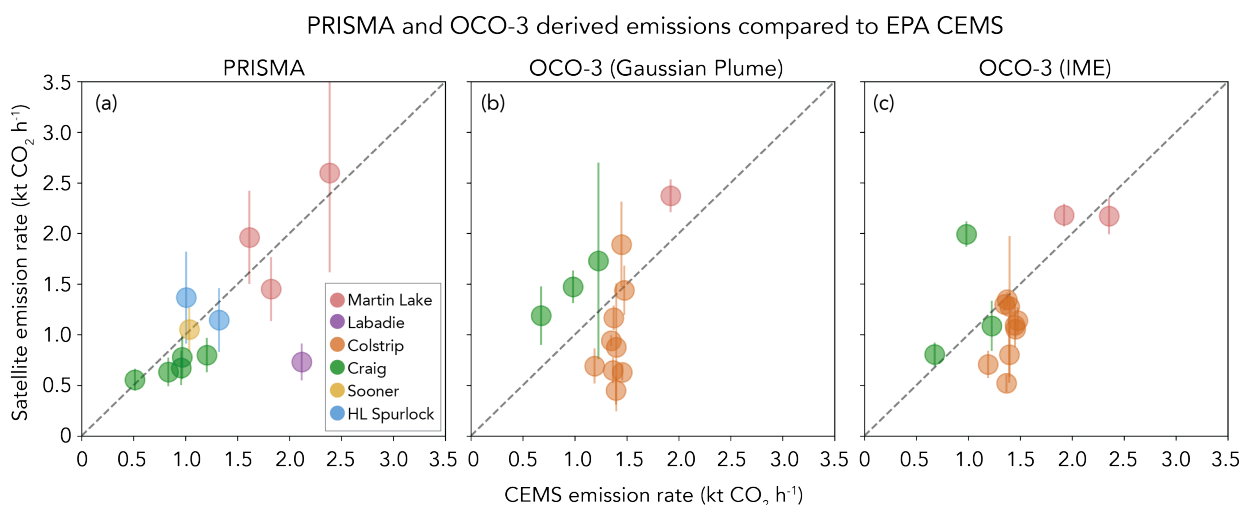 PRISMA and OCO-3 derived emissions compared to EPA CEMS
PRISMA
OCO-3 (Gaussian Plume)
OCO-3 (IME)
(a)
(b)
(c)
Satellite emission rate (kt CO₂ h⁻¹)
3.5
3.0
2.5
2.0
1.5
1.0
0.5
0
Martin Lake
Labadie
Colstrip
Craig
Sooner
HL Spurlock
0 0.5 1.0 1.5 2.0 2.5 3.0 3.5
0 0.5 1.0 1.5 2.0 2.5 3.0 3.5
0 0.5 1.0 1.5 2.0 2.5 3.0 3.5
CEMS emission rate (kt CO₂ h⁻¹)